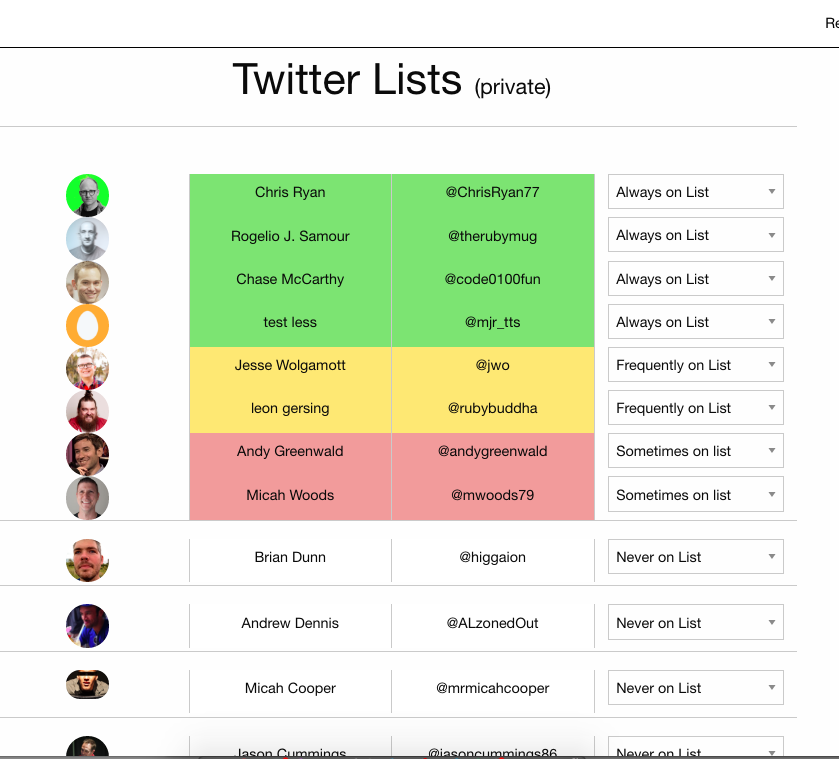 Re
Twitter Lists (private)
Chris Ryan @ChrisRyan77 Always on List
Rogelio J. Samour @therubymug Always on List
Chase McCarthy @code0100fun Always on List
test less @mjr_tts Always on List
Jesse Wolgamott @jwo Frequently on List
leon gersing @rubybuddha Frequently on List
Andy Greenwald @andygreenwald Sometimes on list
Micah Woods @mwoods79 Sometimes on list
Brian Dunn @higgaion Never on List
Andrew Dennis @ALzonedOut Never on List
Micah Cooper @mrmicahcooper Never on List
Jason Cummings @jasoncummings86 Never on List